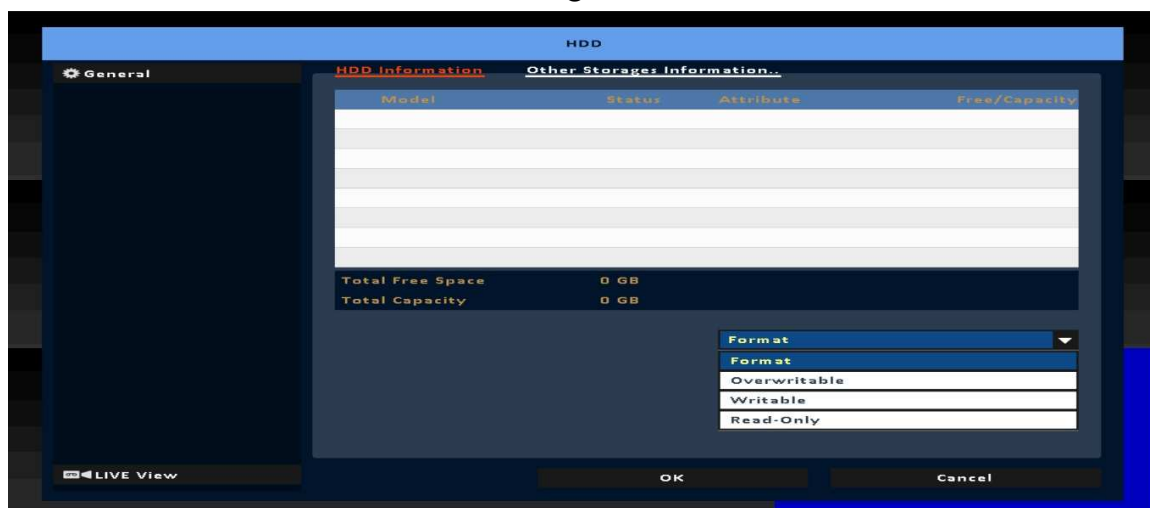 HDD
General
HDD Information Other Storages Information..
Model Status Attribute Free/Capacity
Total Free Space 0 GB
Total Capacity 0 GB
Format
Format
Overwritable
Writable
Read-Only
LIVE View OK Cancel